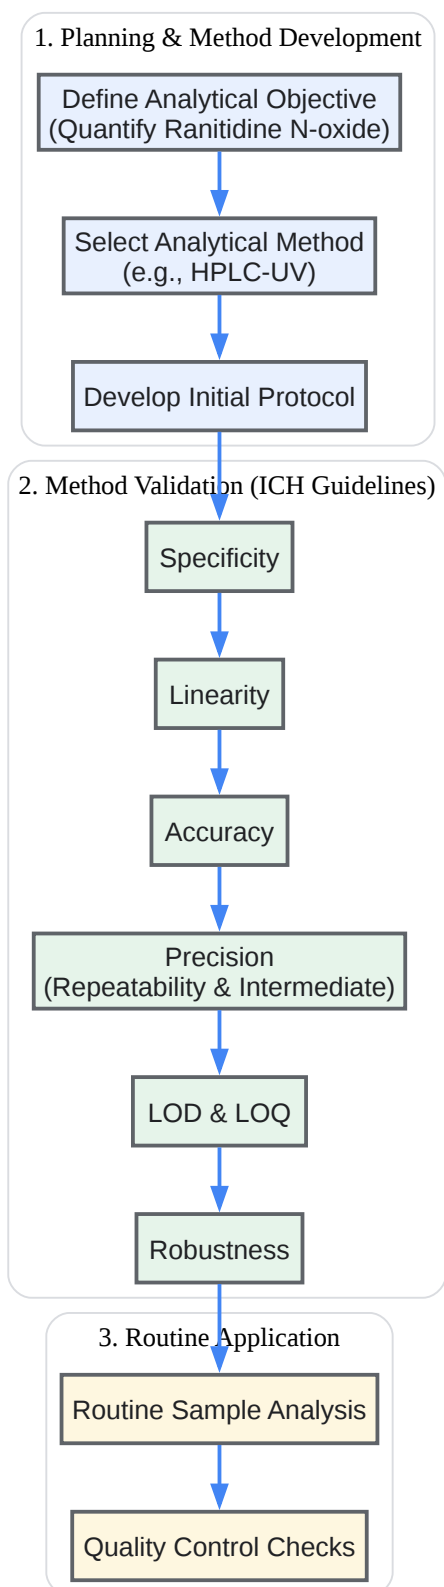 1. Planning & Method Development
Define Analytical Objective
(Quantify Ranitidine N-oxide)
Select Analytical Method
(e.g., HPLC-UV)
Develop Initial Protocol
2. Method Validation (ICH Guidelines)
Specificity
Linearity
Accuracy
Precision
(Repeatability & Intermediate)
LOD & LOQ
Robustness
3. Routine Application
Routine Sample Analysis
Quality Control Checks